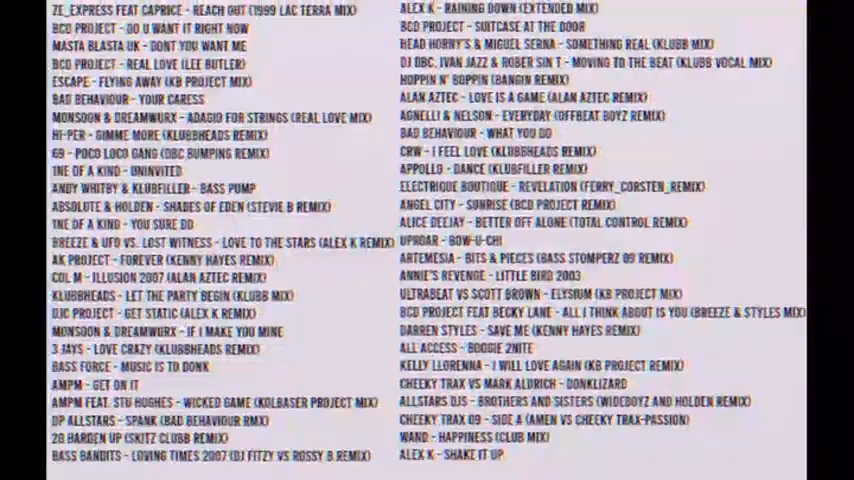 ZE_EXPRESS FEAT CAPRICE - REACH OUT (1999 LAC TERRA MIX)
BCD PROJECT - DO U WANT IT RIGHT NOW
MASTA BLASTA UK - DONT YOU WANT ME
BCD PROJECT - REAL LOVE (LEE BUTLER)
ESCAPE - FLYING AWAY (KB PROJECT MIX)
BAD BEHAVIOUR - YOUR CARESS
MONSOON & DREAMWURX - ADAGIO FOR STRINGS (REAL LOVE MIX)
HI-PER - GIMME MORE (KLUBBHEADS REMIX)
69 - POCO LOCO GANG (DBC BUMPING REMIX)
1NE OF A KIND - UNINVITED
ANDY WHITBY & KLUBFILLER - BASS PUMP
ABSOLUTE & HOLDEN - SHADES OF EDEN (STEVIE B REMIX)
1NE OF A KIND - YOU SURE DO
BREEZE & UFO VS. LOST WITNESS - LOVE TO THE STARS (ALEX K REMIX)
AK PROJECT - FOREVER (KENNY HAYES REMIX)
COL M - ILLUSION 2007 (ALAN AZTEC REMIX)
KLUBBHEADS - LET THE PARTY BEGIN (KLUBB MIX)
DJC PROJECT - GET STATIC (ALEX K REMIX)
MONSOON & DREAMWURX - IF I MAKE YOU MINE
3 JAYS - LOVE CRAZY (KLUBBHEADS REMIX)
BASS FORCE - MUSIC IS TO DONK
AMPM - GET ON IT
AMPM FEAT. STU HUGHES - WICKED GAME (KOLBASER PROJECT MIX)
DP ALLSTARS - SPANK (BAD BEHAVIOUR RMX)
20 HARDEN UP (SKITZ CLUBB REMIX)
BASS BANDITS - LOVING TIMES 2007 (DJ FITZY VS ROSSY B REMIX)
ALEX K - RAINING DOWN (EXTENDED MIX)
BCD PROJECT - SUITCASE AT THE DOOR
HEAD HORNY'S & MIGUEL SERNA - SOMETHING REAL (KLUBB MIX)
DJ DBC, IVAN JAZZ & ROBER SIN T - MOVING TO THE BEAT (KLUBB VOCAL MIX)
HOPPIN N' BOPPIN (BANGIN REMIX)
ALAN AZTEC - LOVE IS A GAME (ALAN AZTEC REMIX)
AGNELLI & NELSON - EVERYDAY (OFFBEAT BOYZ REMIX)
BAD BEHAVIOUR - WHAT YOU DO
CRW - I FEEL LOVE (KLUBBHEADS REMIX)
APPOLLO - DANCE (KLUBFILLER REMIX)
ELECTRIQUE BOUTIQUE - REVELATION (FERRY_CORSTEN_REMIX)
ANGEL CITY - SUNRISE (BCD PROJECT REMIX)
ALICE DEEJAY - BETTER OFF ALONE (TOTAL CONTROL REMIX)
UPROAR - BOW-U-CHI
ARTEMESIA - BITS & PIECES (BASS STOMPERZ 09 REMIX)
ANNIE'S REVENGE - LITTLE BIRD 2003
ULTRABEAT VS SCOTT BROWN - ELYSIUM (KB PROJECT MIX)
BCD PROJECT FEAT BECKY LANE - ALL I THINK ABOUT IS YOU (BREEZE & STYLES MIX)
DARREN STYLES - SAVE ME (KENNY HAYES REMIX)
ALL ACCESS - BOOGIE 2NITE
KELLY LLORENNA - I WILL LOVE AGAIN (KB PROJECT REMIX)
CHEEKY TRAX VS MARK ALDRICH - DONKLIZARD
ALLSTARS DJS - BROTHERS AND SISTERS (WIDEBOYZ AND HOLDEN REMIX)
CHEEKY TRAX 09 - SIDE A (AMEN VS CHEEKY TRAX-PASSION)
WAND - HAPPINESS (CLUB MIX)
ALEX K - SHAKE IT UP